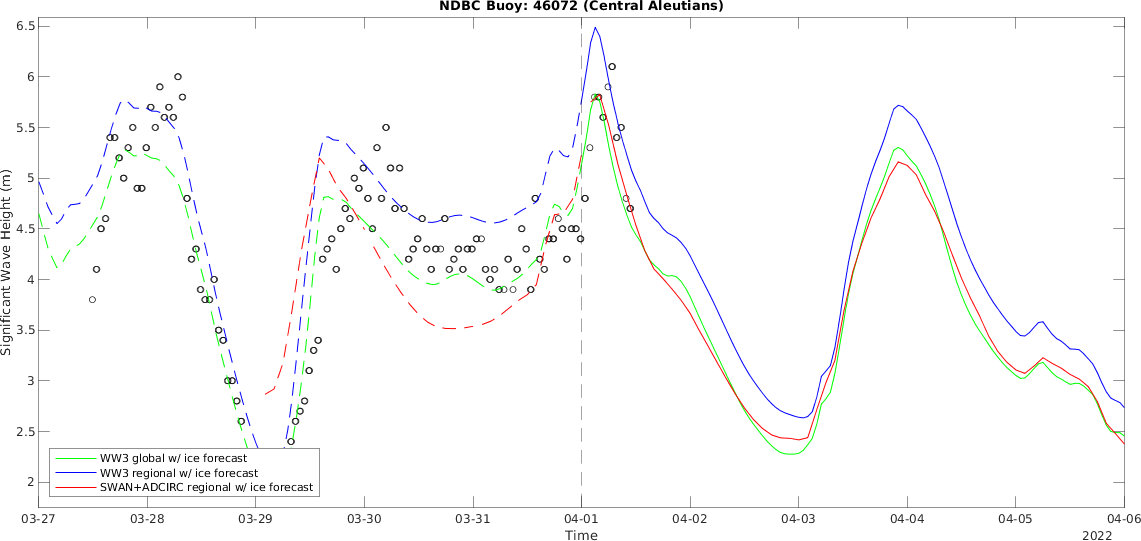 NDBC Buoy: 46072 (Central Aleutians)
6.5
6
5.5
5
4.5
4
3.5
3
2.5
2
Significant Wave Height (m)
WW3 global w/ ice forecast
WW3 regional w/ ice forecast
SWAN+ADCIRC regional w/ ice forecast
03-27 03-28 03-29 03-30 03-31 04-01 04-02 04-03 04-04 04-05 04-06
Time
2022